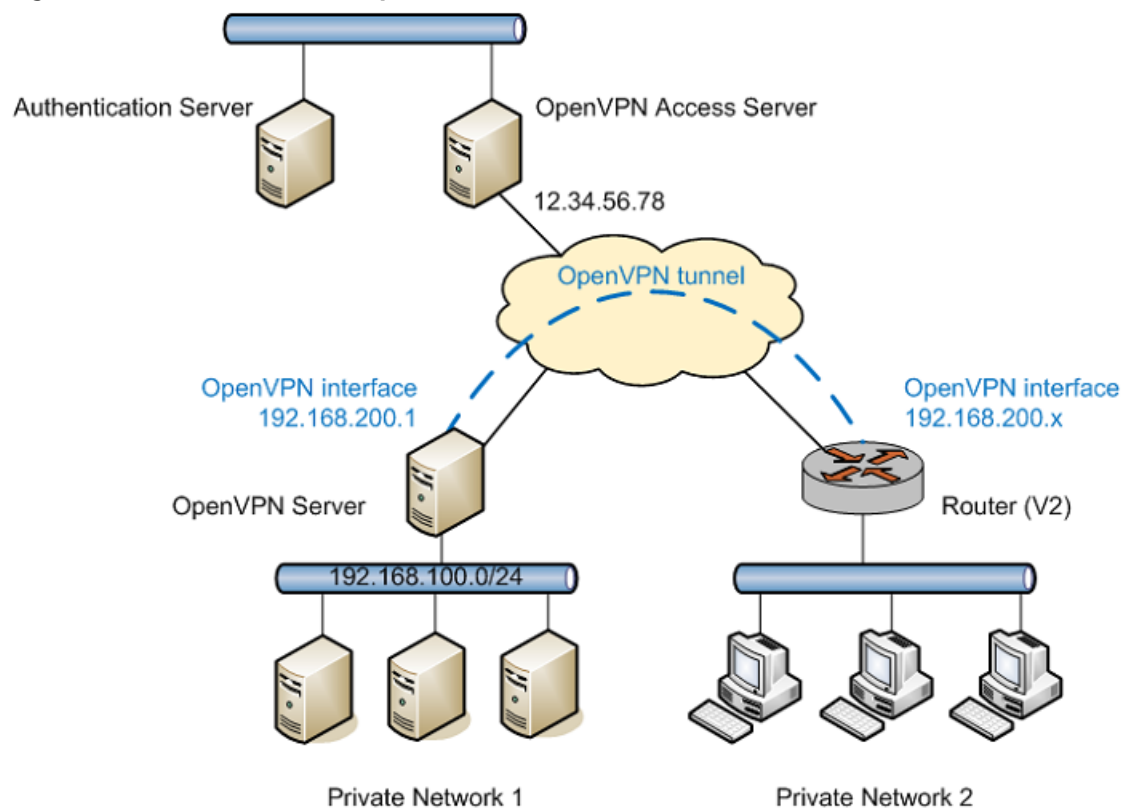 Authentication Server
OpenVPN Access Server
12.34.56.78
OpenVPN tunnel
OpenVPN interface
192.168.200.1
OpenVPN interface
192.168.200.x
OpenVPN Server
Router (V2)
192.168.100.0/24
Private Network 1
Private Network 2